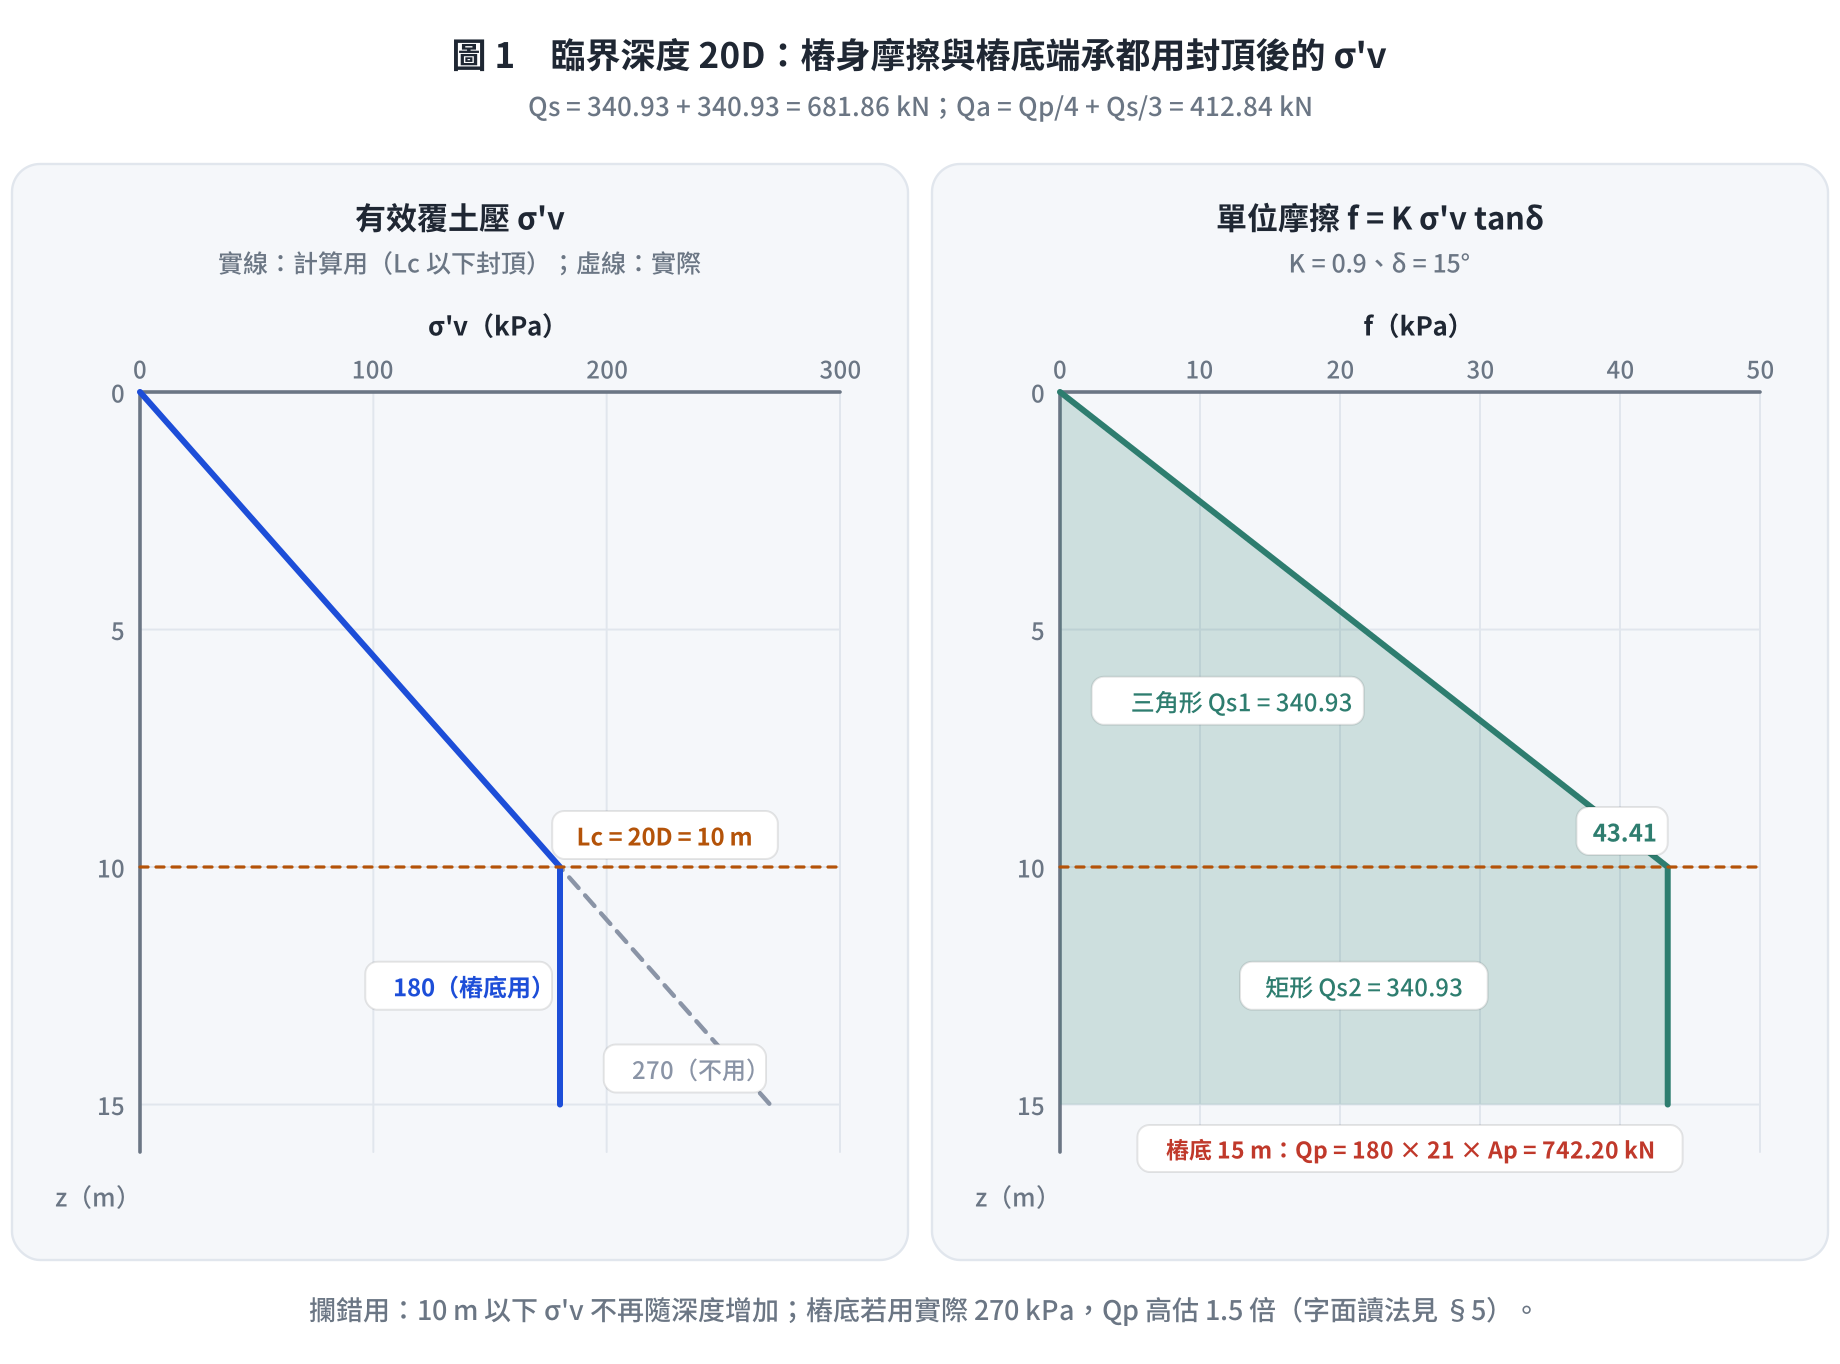 圖 1　臨界深度 20D：樁身摩擦與樁底端承都用封頂後的 σ'v
Qs = 340.93 + 340.93 = 681.86 kN；Qa = Qp/4 + Qs/3 = 412.84 kN
有效覆土壓 σ'v
實線：計算用（Lc 以下封頂）；虛線：實際
σ'v（kPa）
0 100 200 300
0
5
Lc = 20D = 10 m
10
180（樁底用）
270（不用）
15
z（m）
單位摩擦 f = K σ'v tanδ
K = 0.9、δ = 15°
f（kPa）
0 10 20 30 40 50
0
5
三角形 Qs1 = 340.93
43.41
10
矩形 Qs2 = 340.93
15
樁底 15 m：Qp = 180 × 21 × Ap = 742.20 kN
z（m）
攔錯用：10 m 以下 σ'v 不再隨深度增加；樁底若用實際 270 kPa，Qp 高估 1.5 倍（字面讀法見 §5）。